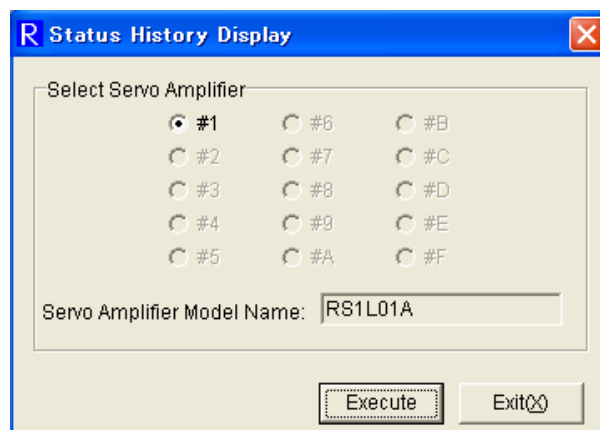 R Status History Display
Select Servo Amplifier
#1 #6 #B
#2 #7 #C
#3 #8 #D
#4 #9 #E
#5 #A #F
Servo Amplifier Model Name: RS1L01A
Execute Exit(X)